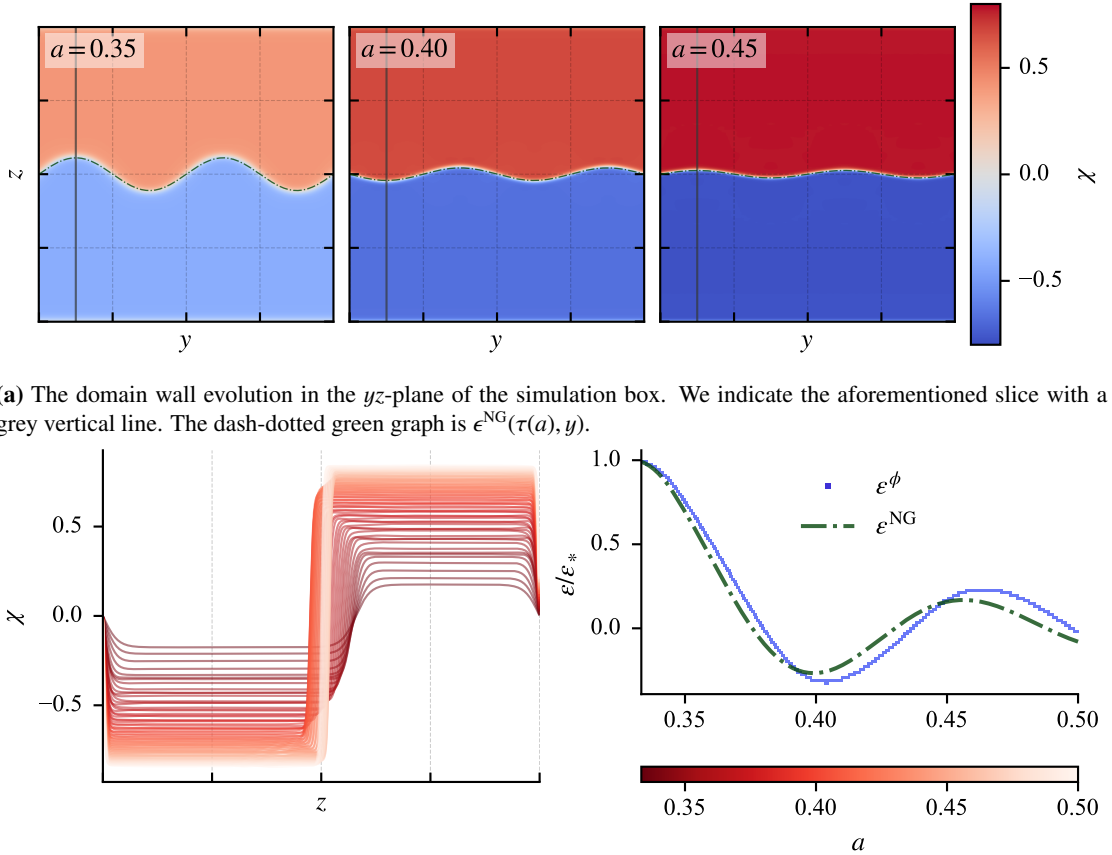 a = 0.35
a = 0.40
a = 0.45
0.5
0.0
−0.5
χ
z
y
y
y
(a) The domain wall evolution in the yz-plane of the simulation box. We indicate the aforementioned slice with a
grey vertical line. The dash-dotted green graph is ϵ^NG(τ(a), y).
0.5
0.0
−0.5
χ
z
1.0
0.5
0.0
ε/ε_*
ε^ϕ
ε^NG
0.35 0.40 0.45 0.50
0.35 0.40 0.45 0.50
a